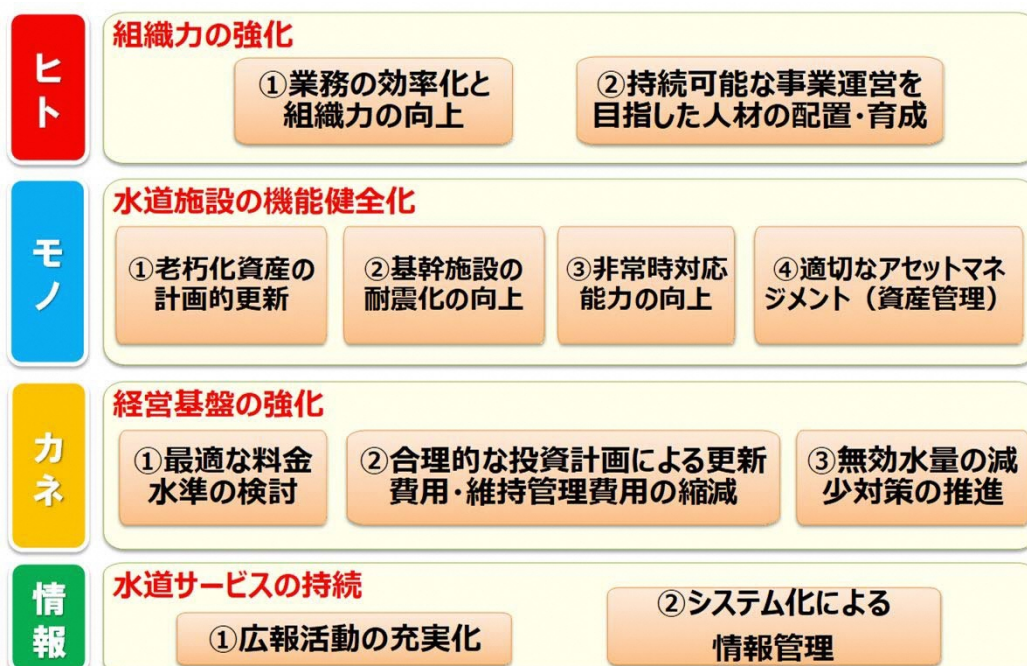 ヒト
組織力の強化
①業務の効率化と
組織力の向上
②持続可能な事業運営を
目指した人材の配置・育成
モノ
水道施設の機能健全化
①老朽化資産の
計画的更新
②基幹施設の
耐震化の向上
③非常時対応
能力の向上
④適切なアセットマネ
ジメント（資産管理）
カネ
経営基盤の強化
①最適な料金
水準の検討
②合理的な投資計画による更新
費用・維持管理費用の縮減
③無効水量の減
少対策の推進
情報
水道サービスの持続
①広報活動の充実化
②システム化による
情報管理